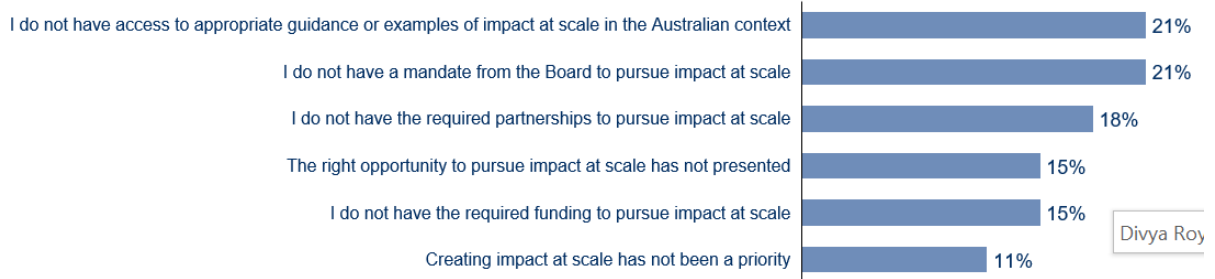 I do not have access to appropriate guidance or examples of impact at scale in the Australian context 21%
I do not have a mandate from the Board to pursue impact at scale 21%
I do not have the required partnerships to pursue impact at scale 18%
The right opportunity to pursue impact at scale has not presented 15%
I do not have the required funding to pursue impact at scale 15%
Divya Roy
Creating impact at scale has not been a priority 11%